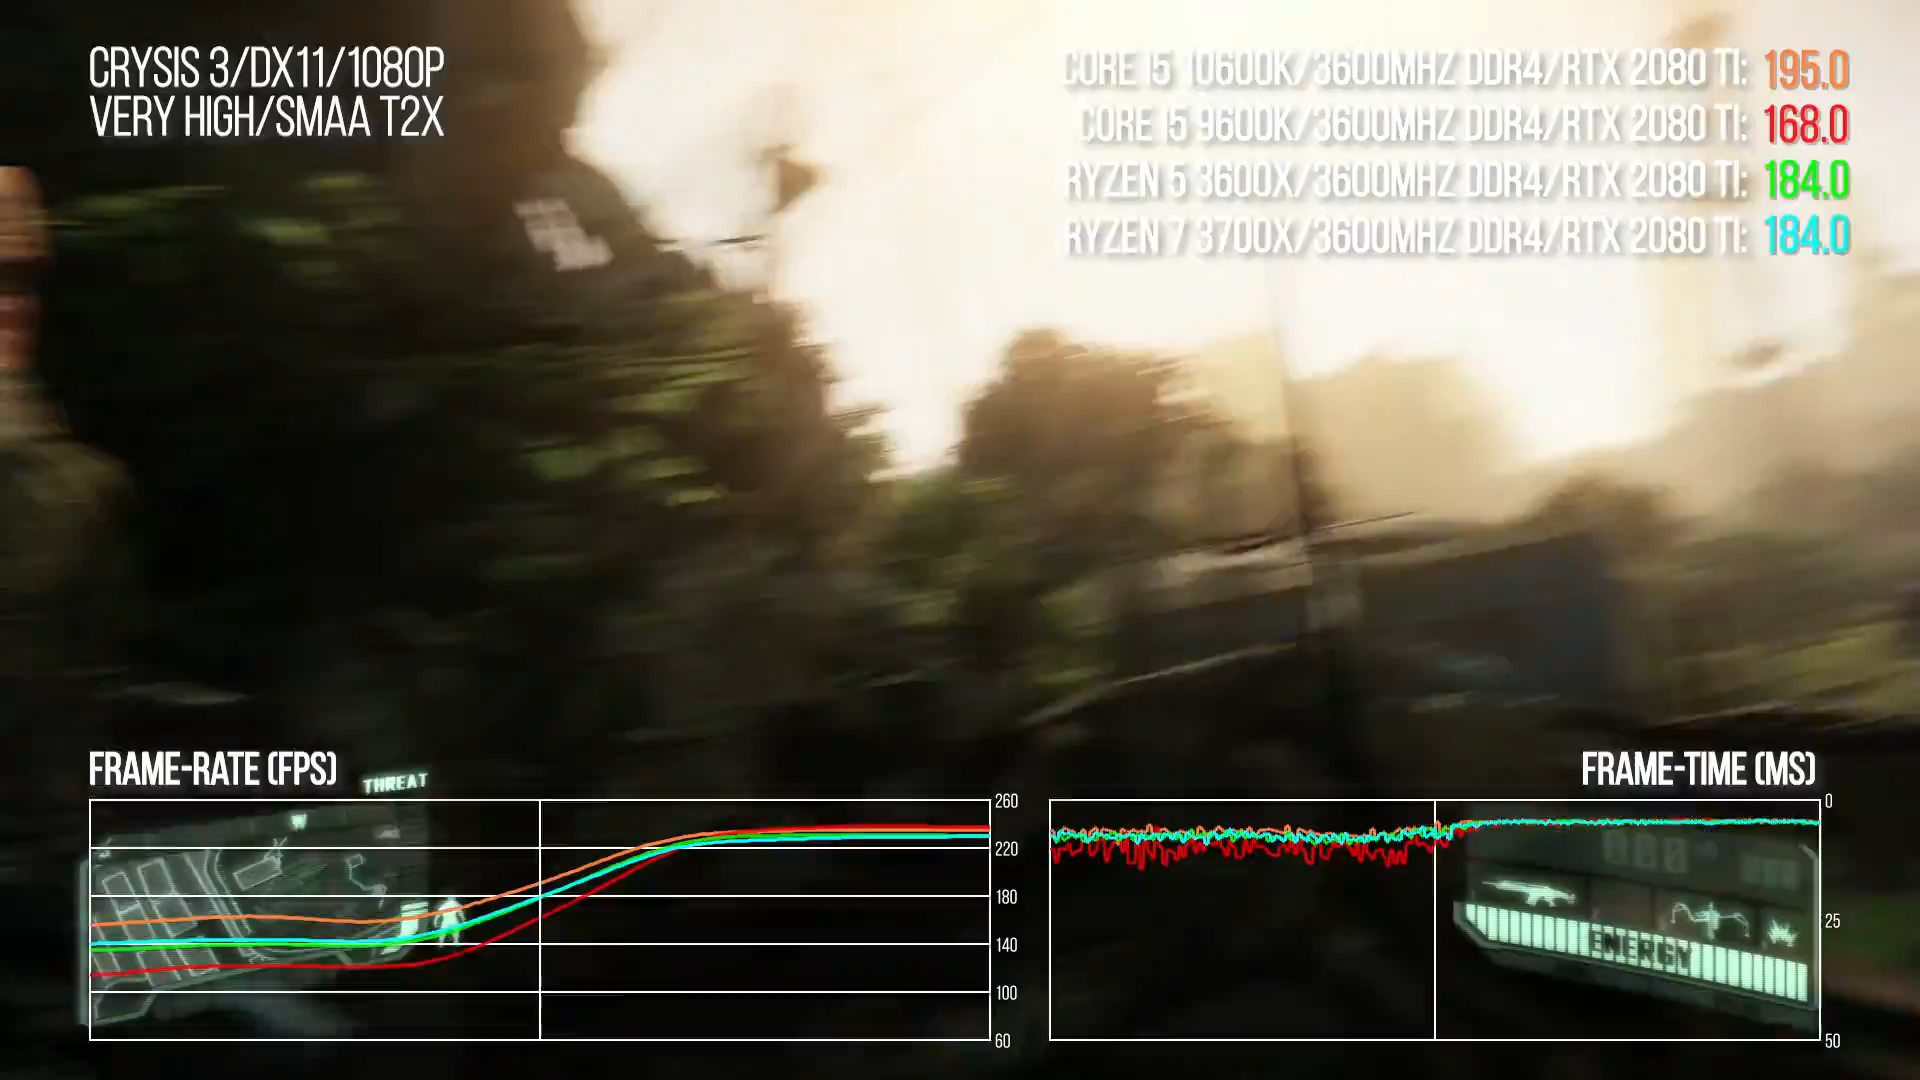 CRYSIS 3/DX11/1080P
VERY HIGH/SMAA T2X
CORE I5 10600K/3600MHZ DDR4/RTX 2080 TI: 195.0
CORE I5 9600K/3600MHZ DDR4/RTX 2080 TI: 168.0
RYZEN 5 3600X/3600MHZ DDR4/RTX 2080 TI: 184.0
RYZEN 7 3700X/3600MHZ DDR4/RTX 2080 TI: 184.0
FRAME-RATE (FPS)
THREAT
W
260
220
180
140
100
60
FRAME-TIME (MS)
0
25
50
ENERGY